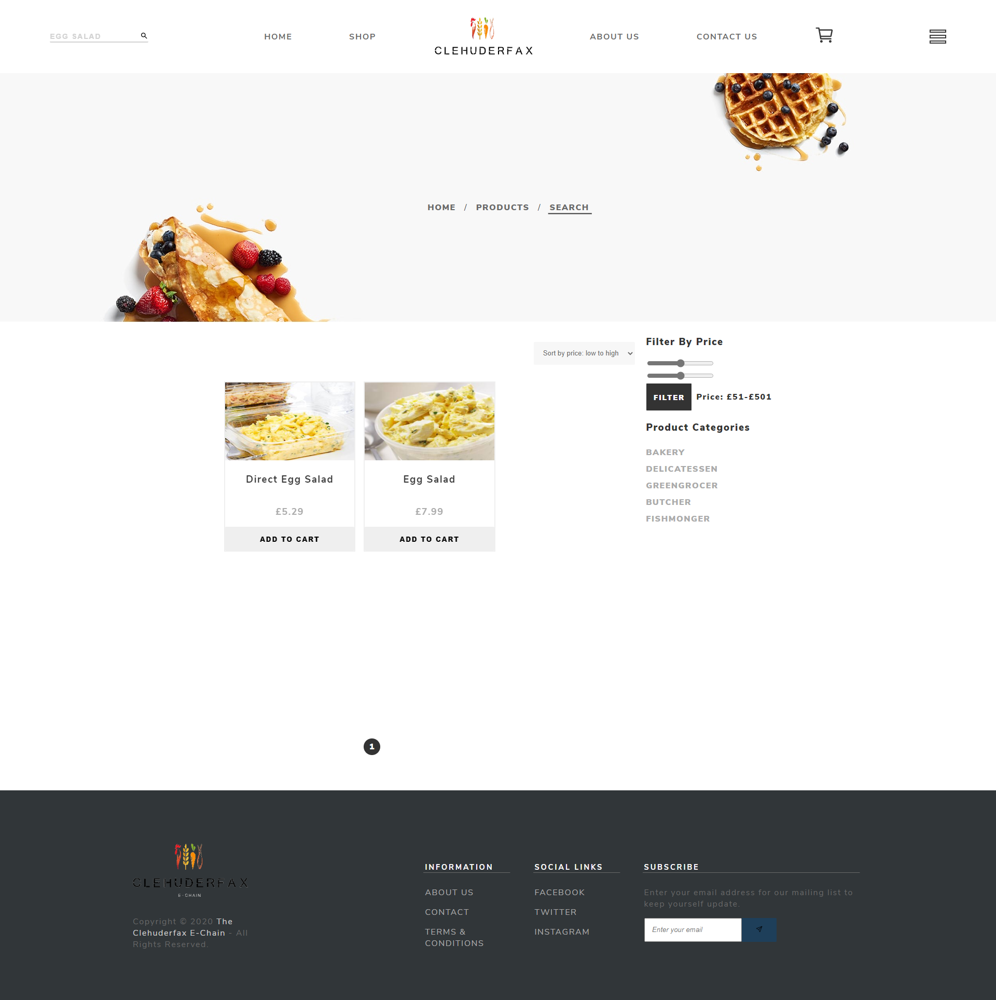 EGG SALAD
HOME
SHOP
CLEHUDERFAX
ABOUT US
CONTACT US
HOME / PRODUCTS / SEARCH
Sort by price: low to high
Filter By Price
FILTER
Price: £51-£501
Product Categories
BAKERY
DELICATESSEN
GREENGROCER
BUTCHER
FISHMONGER
Direct Egg Salad
£5.29
ADD TO CART
Egg Salad
£7.99
ADD TO CART
1
CLEHUDERFAX
E-CHAIN
Copyright © 2020 The
Clehuderfax E-Chain - All
Rights Reserved.
INFORMATION
ABOUT US
CONTACT
TERMS &
CONDITIONS
SOCIAL LINKS
FACEBOOK
TWITTER
INSTAGRAM
SUBSCRIBE
Enter your email address for our mailing list to
keep yourself update.
Enter your email